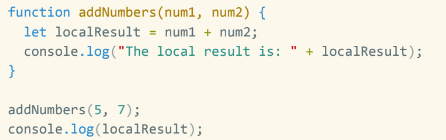 function addNumbers(num1, num2) {
  let localResult = num1 + num2;
  console.log("The local result is: " + localResult);
}

addNumbers(5, 7);
console.log(localResult);